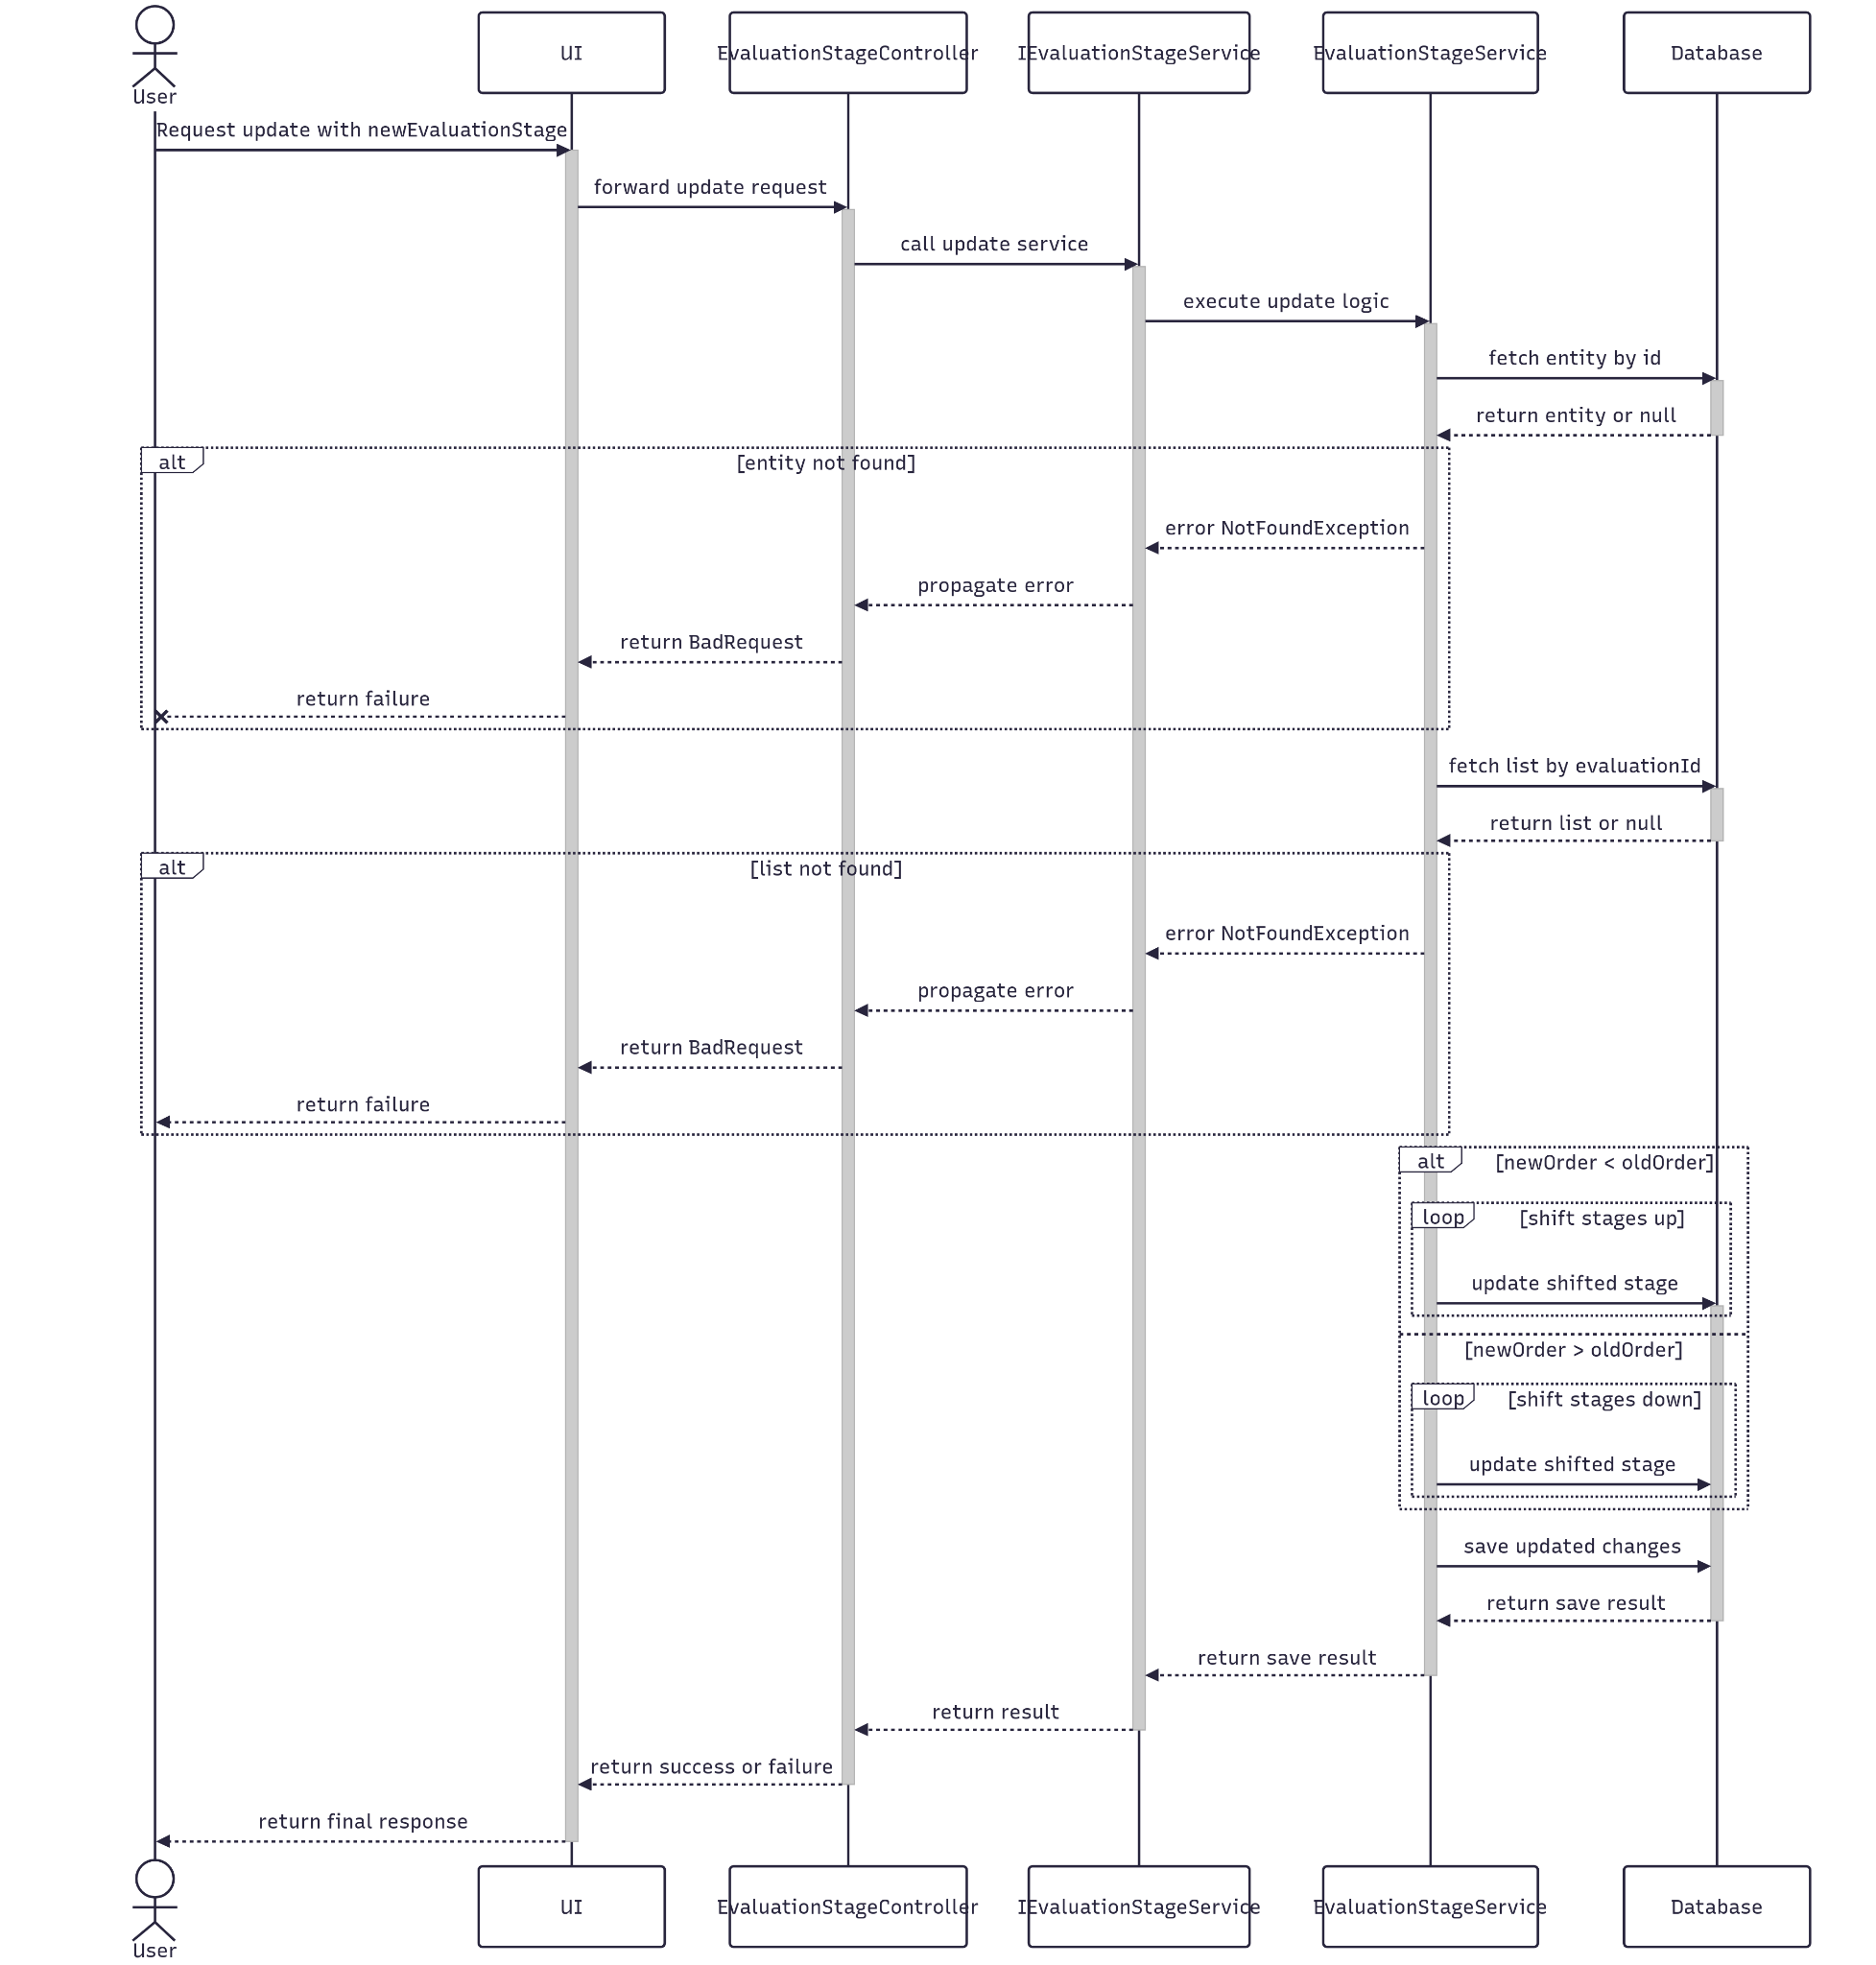 User
UI
EvaluationStageController
IEvaluationStageService
EvaluationStageService
Database
Request update with newEvaluationStage
forward update request
call update service
execute update logic
fetch entity by id
return entity or null
alt
[entity not found]
error NotFoundException
propagate error
return BadRequest
return failure
fetch list by evaluationId
return list or null
alt
[list not found]
error NotFoundException
propagate error
return BadRequest
return failure
alt
[newOrder < oldOrder]
loop
[shift stages up]
update shifted stage
[newOrder > oldOrder]
loop
[shift stages down]
update shifted stage
save updated changes
return save result
return save result
return result
return success or failure
return final response
User
UI
EvaluationStageController
IEvaluationStageService
EvaluationStageService
Database